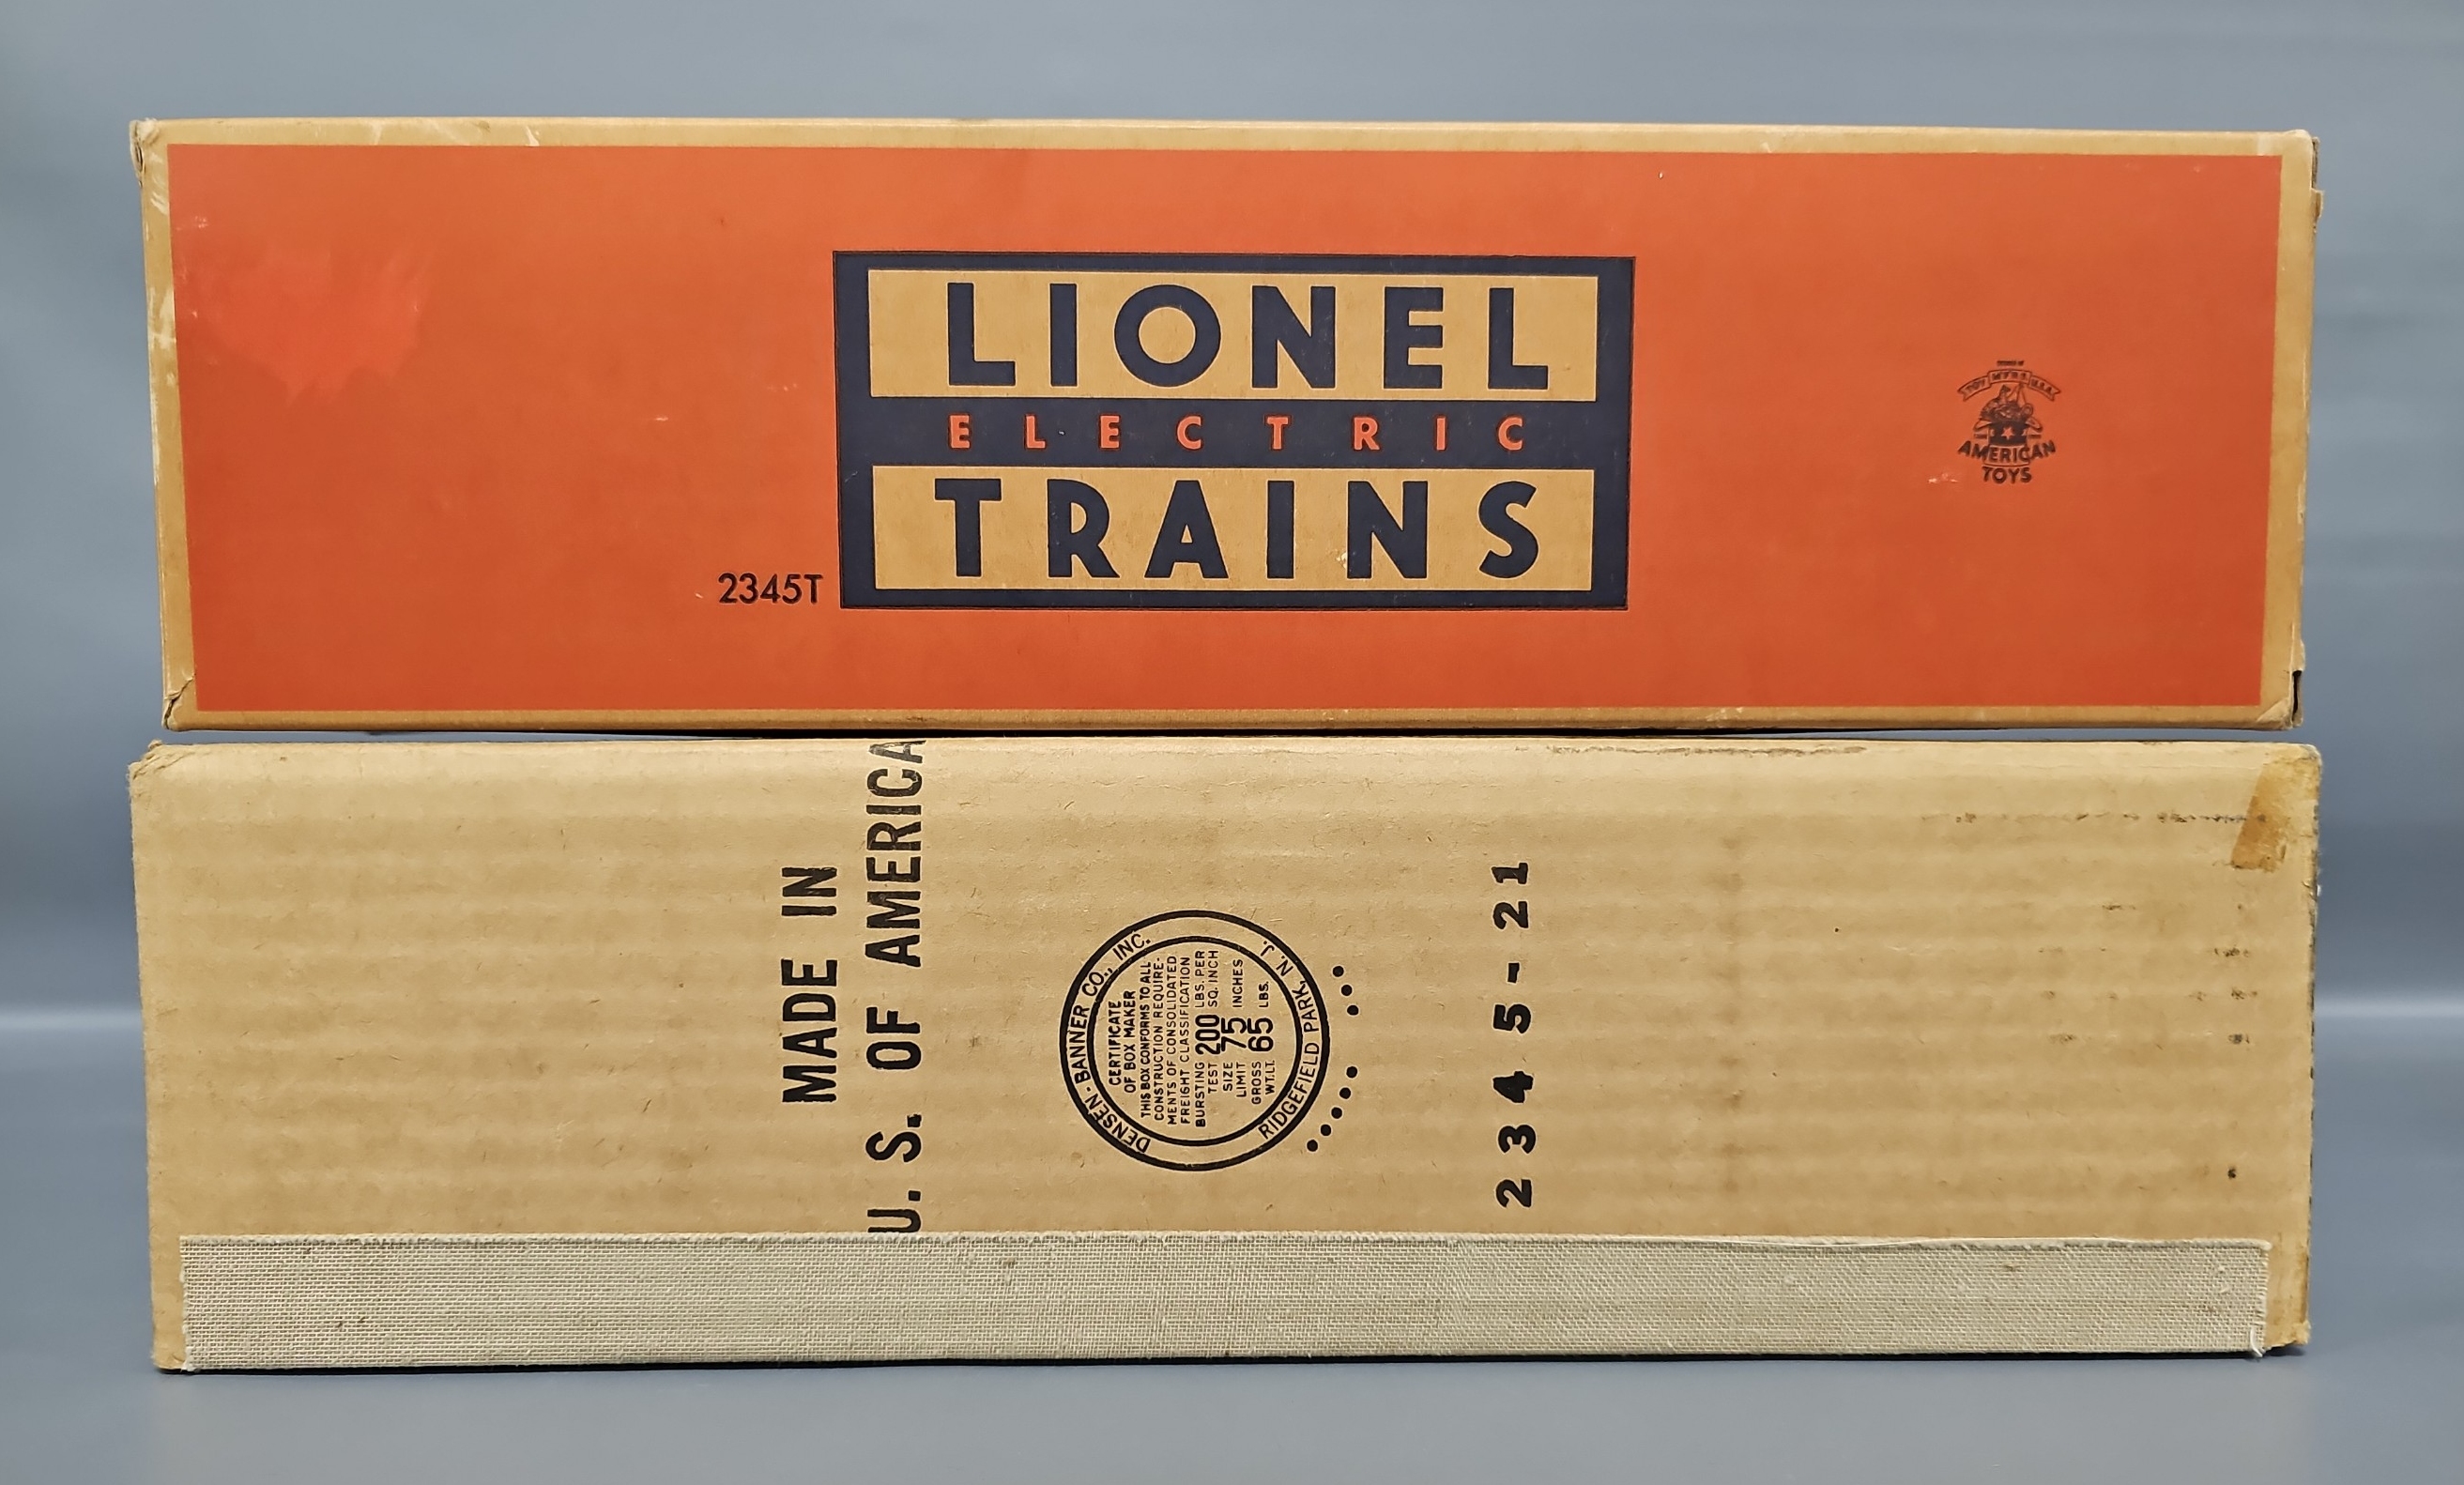 LIONEL
ELECTRIC
TRAINS
2345T
TOY MFRS U.S.A.
AMERICAN
TOYS
MADE IN
U. S. OF AMERICA
DENSEN-BANNER CO., INC.
CERTIFICATE
OF BOX MAKER
THIS BOX CONFORMS TO ALL
CONSTRUCTION REQUIRE-
MENTS OF CONSOLIDATED
FREIGHT CLASSIFICATION
BURSTING 200 LBS. PER
TEST SQ. INCH
SIZE 75 INCHES
LIMIT
GROSS 65 LBS.
WT. LT.
RIDGEFIELD PARK, N. J.
2345-21